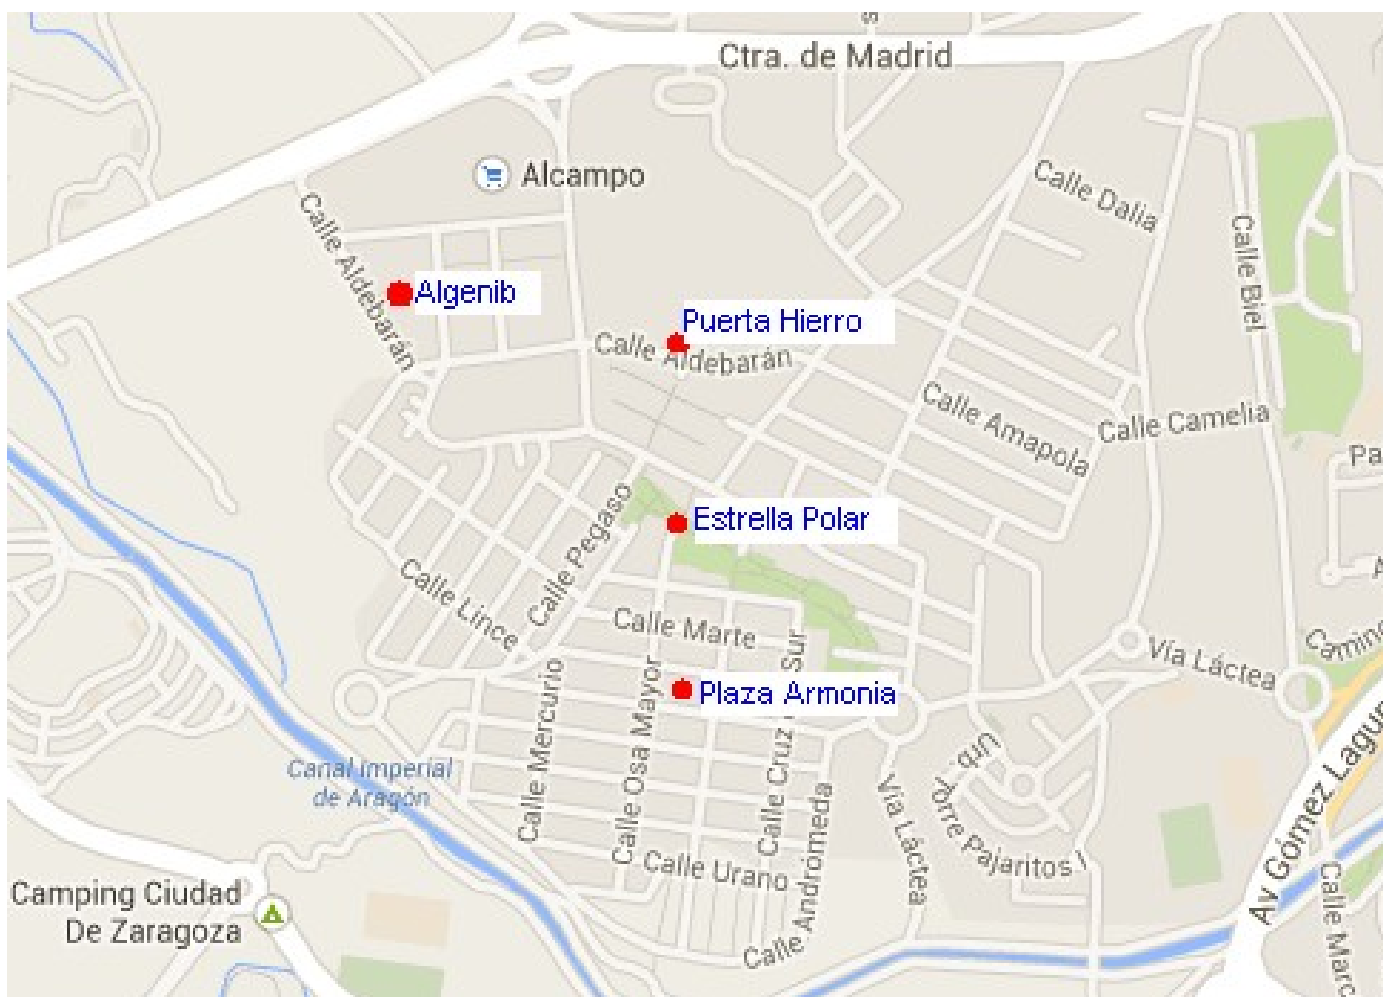 Ctra. de Madrid
Alcampo
Calle Dalia
Calle Aldebarán
Calle Biel
Algenib
Puerta Hierro
Calle Aldebarán
Calle Amapola
Calle Camelia
Pa
Calle Pegaso
Estrella Polar
Calle Lince
Calle Marte
Sur
Camino
Vía Láctea
Calle Mercurio
Calle Osa Mayor
Plaza Armonia
Calle Cruz
Urb. Torre Pajaritos I
Canal Imperial
de Aragón
Vía Láctea
Calle Andrómeda
Calle Urano
Av Gómez Lagun
Camping Ciudad
De Zaragoza
Calle Marc
Calle Andrómeda